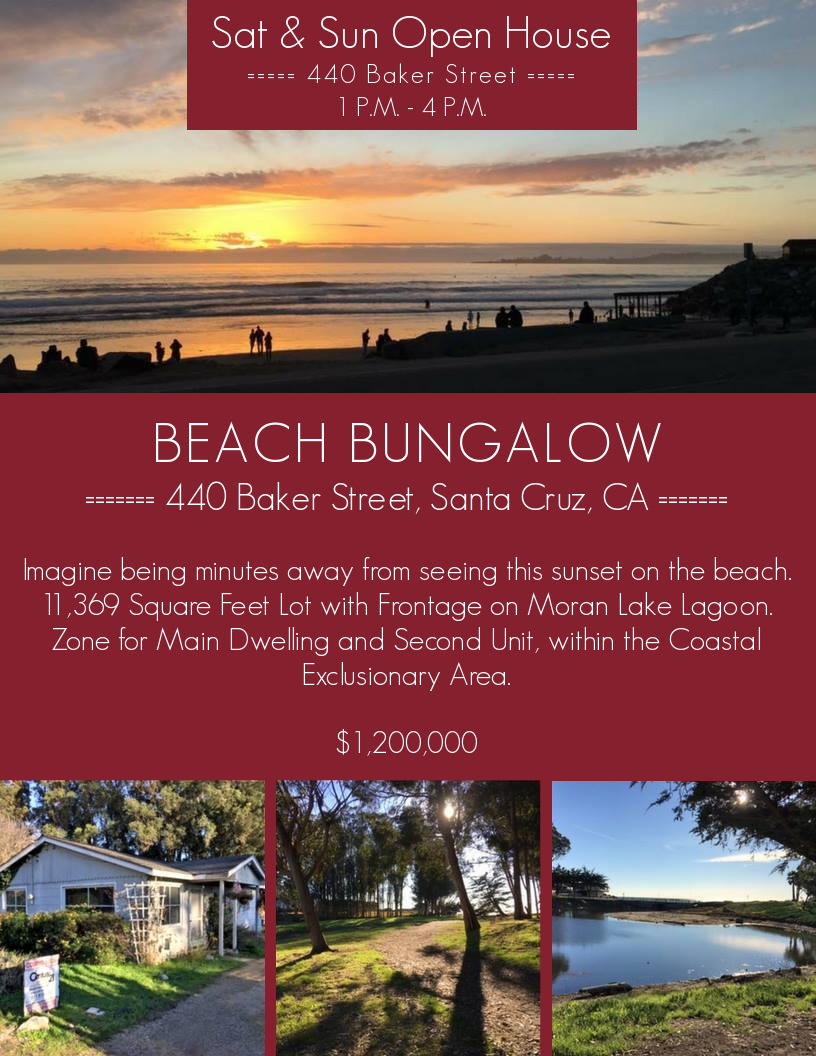 Sat & Sun Open House
===== 440 Baker Street =====
1 P.M. - 4 P.M.
BEACH BUNGALOW
======= 440 Baker Street, Santa Cruz, CA =======
Imagine being minutes away from seeing this sunset on the beach.
11,369 Square Feet Lot with Frontage on Moran Lake Lagoon.
Zone for Main Dwelling and Second Unit, within the Coastal
Exclusionary Area.
$1,200,000
Century 21